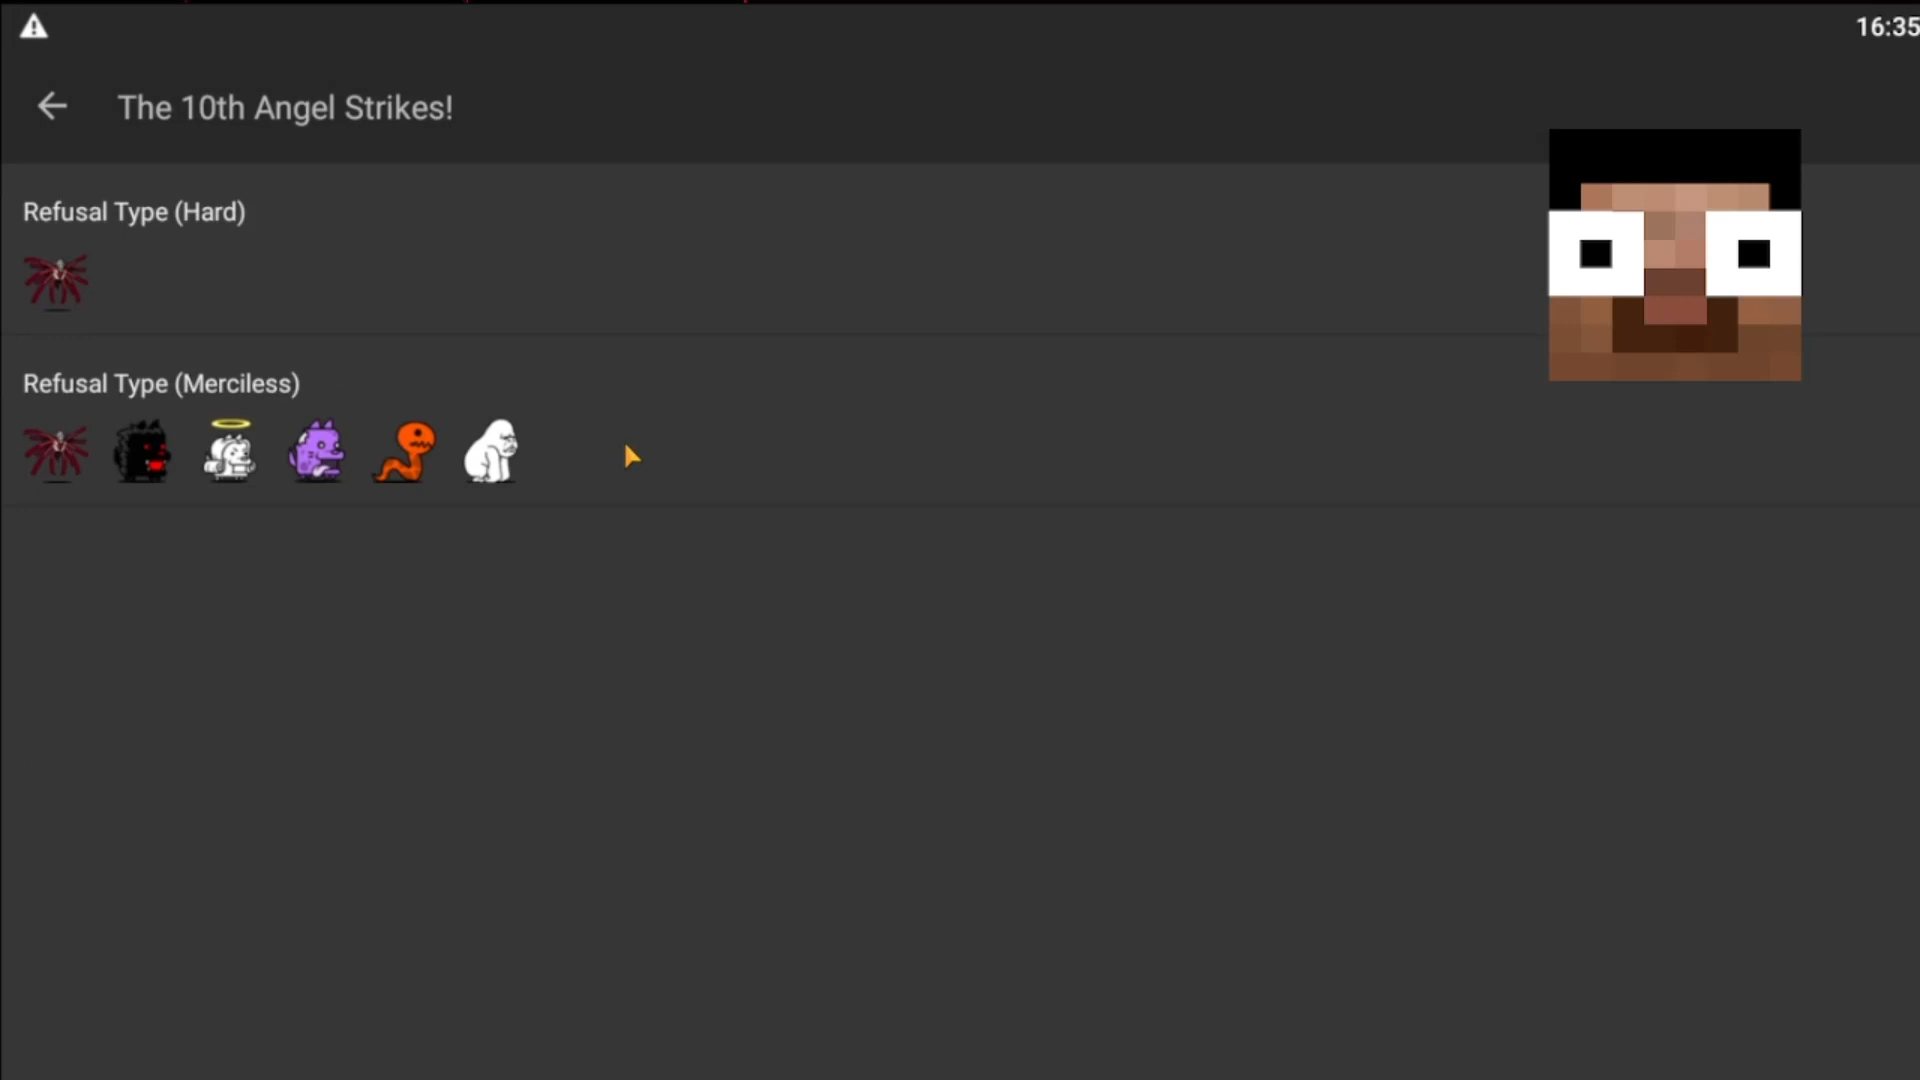 16:35
The 10th Angel Strikes!
Refusal Type (Hard)
Refusal Type (Merciless)